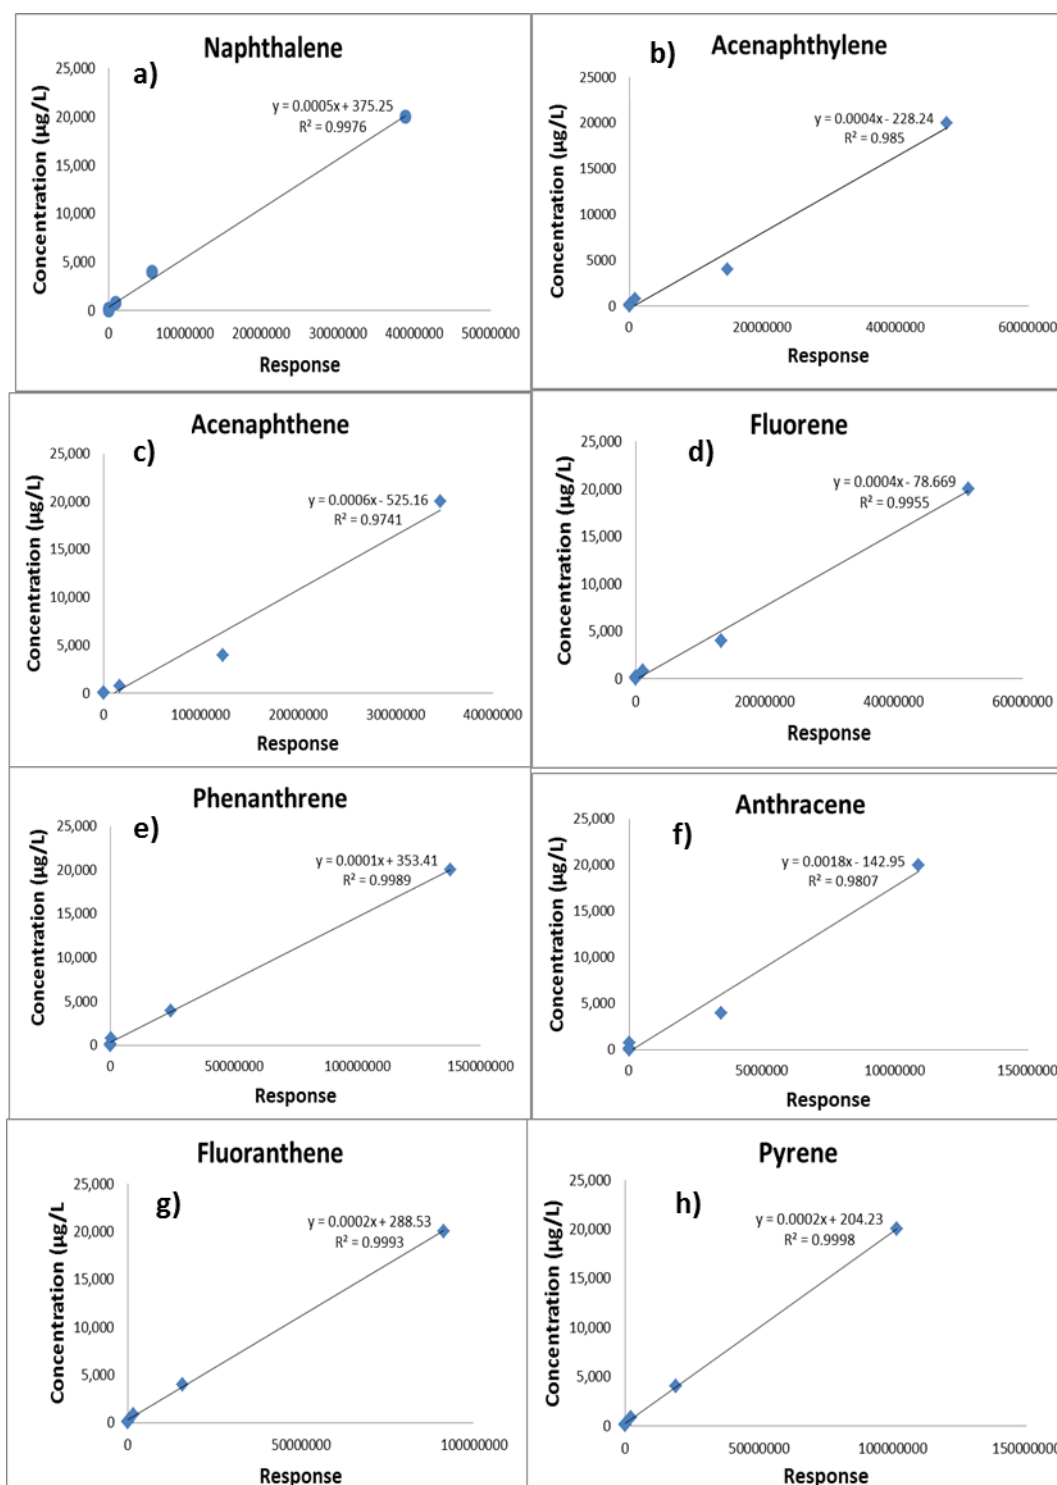 Naphthalene
a)
25,000
20,000
15,000
10,000
5,000
0
y = 0.0005x + 375.25
R² = 0.9976
0 10000000 20000000 30000000 40000000 50000000
Concentration (µg/L)
Response
Acenaphthylene
b)
25000
20000
15000
10000
5000
0
y = 0.0004x - 228.24
R² = 0.985
0 20000000 40000000 60000000
Concentration (µg/L)
Response
Acenaphthene
c)
25,000
20,000
15,000
10,000
5,000
0
y = 0.0006x - 525.16
R² = 0.9741
0 10000000 20000000 30000000 40000000
Concentration (µg/L)
Response
Fluorene
d)
25,000
20,000
15,000
10,000
5,000
0
y = 0.0004x - 78.669
R² = 0.9955
0 20000000 40000000 60000000
Concentration (µg/L)
Response
Phenanthrene
e)
25,000
20,000
15,000
10,000
5,000
0
y = 0.0001x + 353.41
R² = 0.9989
0 50000000 100000000 150000000
Concentration (µg/L)
Response
Anthracene
f)
25,000
20,000
15,000
10,000
5,000
0
y = 0.0018x - 142.95
R² = 0.9807
0 5000000 10000000 15000000
Concentration (µg/L)
Response
Fluoranthene
g)
25,000
20,000
15,000
10,000
5,000
0
y = 0.0002x + 288.53
R² = 0.9993
0 50000000 100000000
Concentration (µg/L
Response
Pyrene
h)
25,000
20,000
15,000
10,000
5,000
0
y = 0.0002x + 204.23
R² = 0.9998
0 50000000 100000000 150000000
Concentration (µg/L)
Response